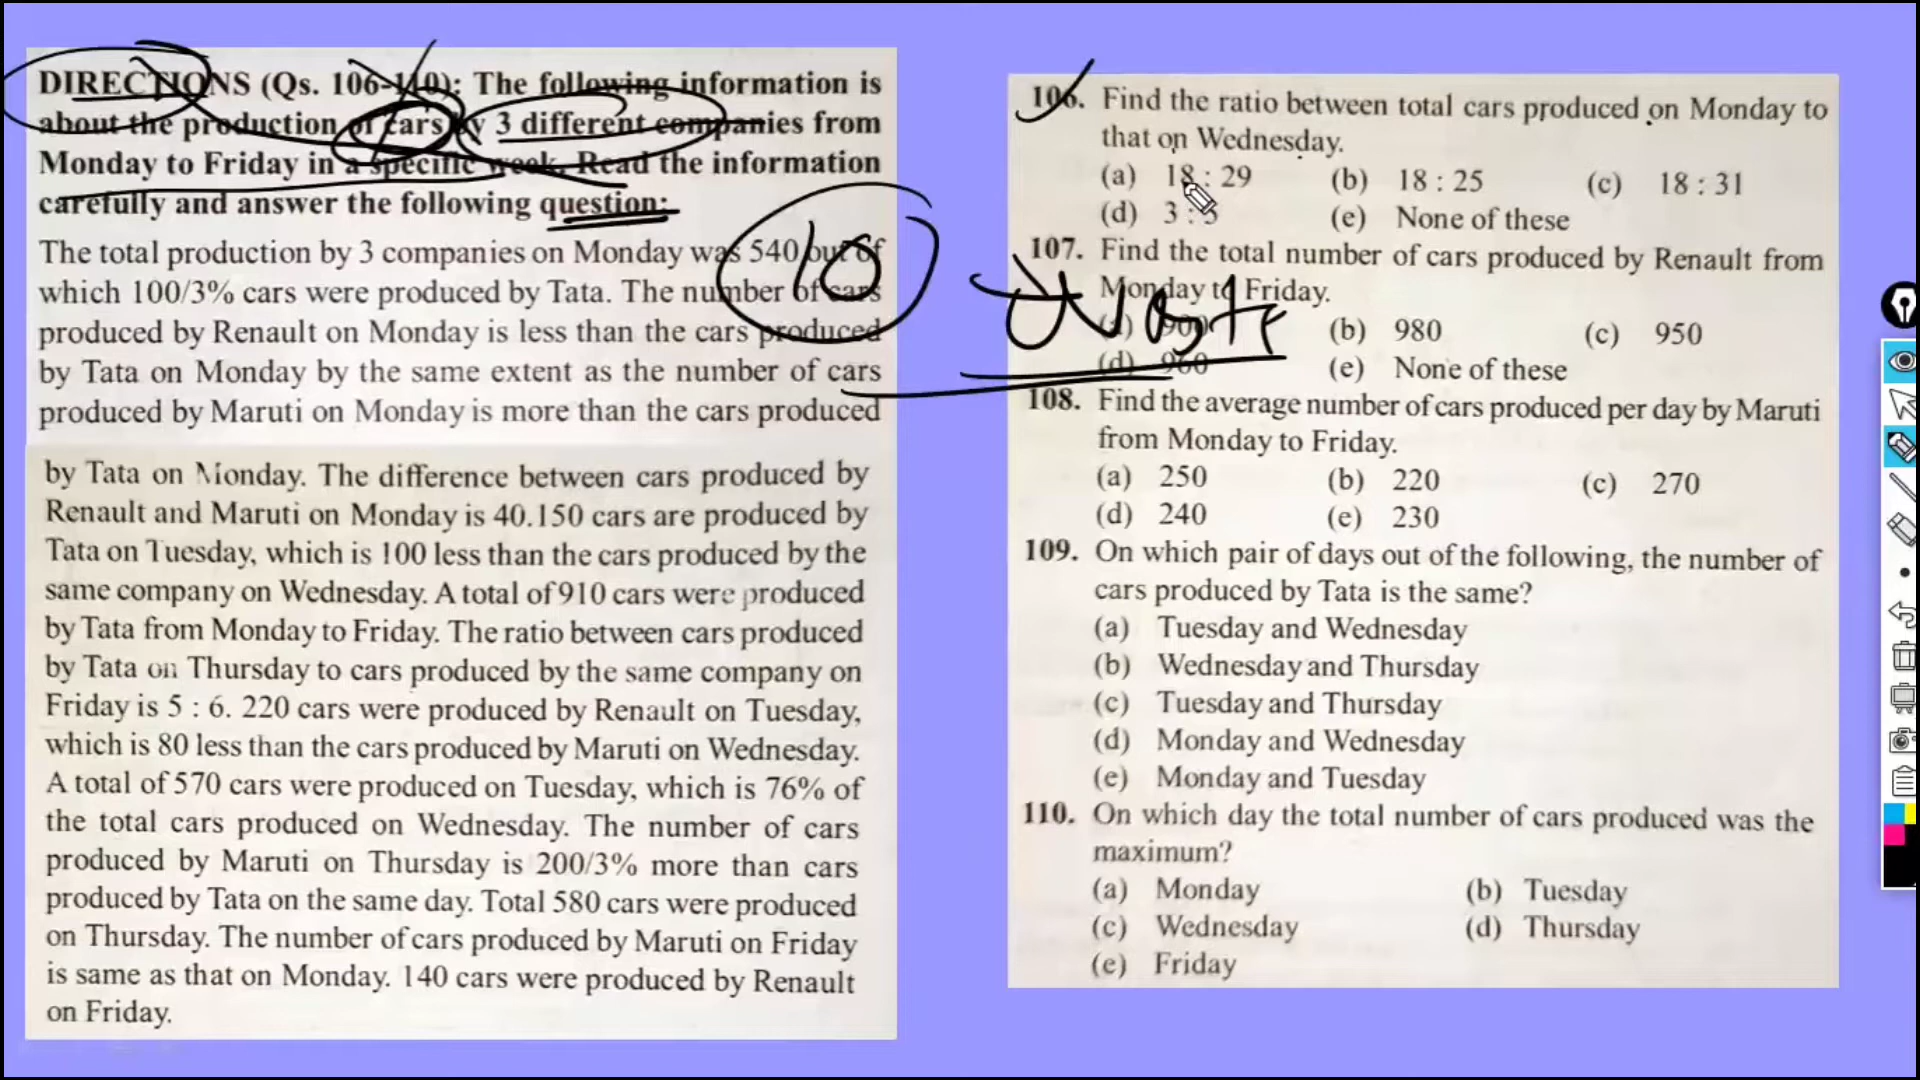 DIRECTIONS (Qs. 106-110): The following information is
about the production of cars by 3 different companies from
Monday to Friday in a specific week. Read the information
carefully and answer the following question:
The total production by 3 companies on Monday was 540 out of
which 100/3% cars were produced by Tata. The number of cars
produced by Renault on Monday is less than the cars produced
by Tata on Monday by the same extent as the number of cars
produced by Maruti on Monday is more than the cars produced
by Tata on Monday. The difference between cars produced by
Renault and Maruti on Monday is 40.150 cars are produced by
Tata on Tuesday, which is 100 less than the cars produced by the
same company on Wednesday. A total of 910 cars were produced
by Tata from Monday to Friday. The ratio between cars produced
by Tata on Thursday to cars produced by the same company on
Friday is 5 : 6. 220 cars were produced by Renault on Tuesday,
which is 80 less than the cars produced by Maruti on Wednesday.
A total of 570 cars were produced on Tuesday, which is 76% of
the total cars produced on Wednesday. The number of cars
produced by Maruti on Thursday is 200/3% more than cars
produced by Tata on the same day. Total 580 cars were produced
on Thursday. The number of cars produced by Maruti on Friday
is same as that on Monday. 140 cars were produced by Renault
on Friday.
10
106. Find the ratio between total cars produced on Monday to
that on Wednesday.
(a) 18 : 29 (b) 18 : 25 (c) 18 : 31
(d) 3 : 5 (e) None of these
107. Find the total number of cars produced by Renault from
Monday to Friday.
(a) 900 (b) 980 (c) 950
(d) 960 (e) None of these
108. Find the average number of cars produced per day by Maruti
from Monday to Friday.
(a) 250 (b) 220 (c) 270
(d) 240 (e) 230
109. On which pair of days out of the following, the number of
cars produced by Tata is the same?
(a) Tuesday and Wednesday
(b) Wednesday and Thursday
(c) Tuesday and Thursday
(d) Monday and Wednesday
(e) Monday and Tuesday
110. On which day the total number of cars produced was the
maximum?
(a) Monday (b) Tuesday
(c) Wednesday (d) Thursday
(e) Friday